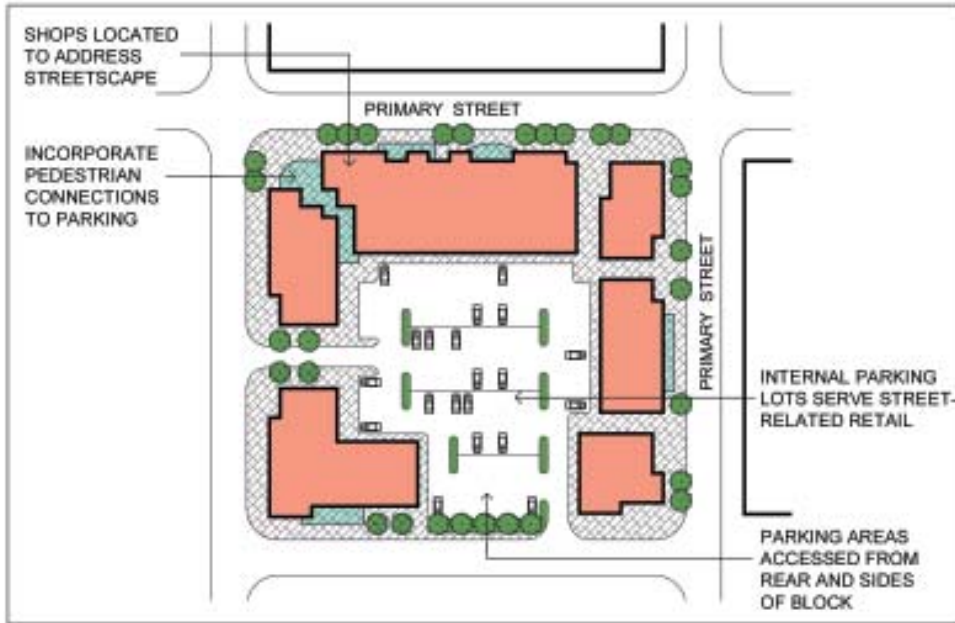 SHOPS LOCATED
TO ADDRESS
STREETSCAPE
PRIMARY STREET
INCORPORATE
PEDESTRIAN
CONNECTIONS
TO PARKING
PRIMARY STREET
INTERNAL PARKING
LOTS SERVE STREET-
RELATED RETAIL
PARKING AREAS
ACCESSED FROM
REAR AND SIDES
OF BLOCK